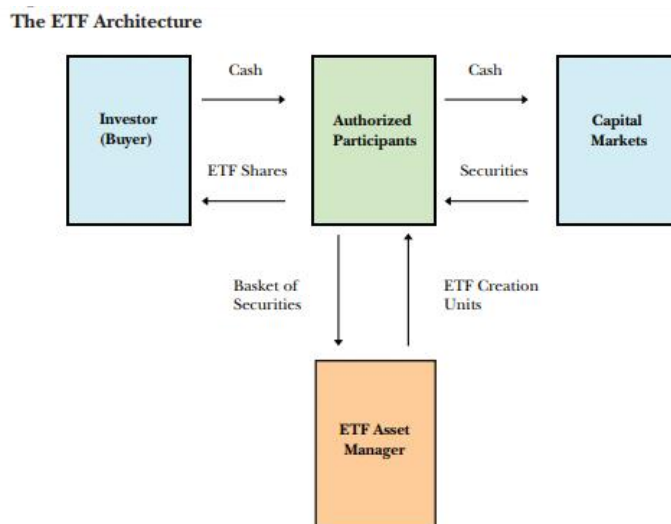 The ETF Architecture
Cash
Cash
Investor
(Buyer)
Authorized
Participants
Capital
Markets
ETF Shares
Securities
Basket of
Securities
ETF Creation
Units
ETF Asset
Manager